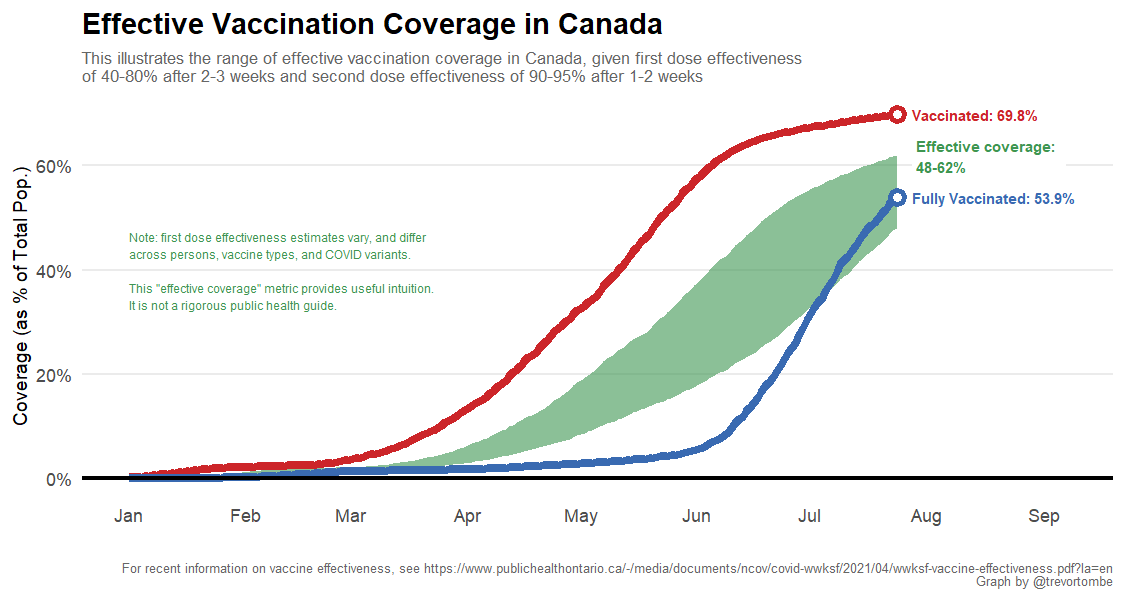 Effective Vaccination Coverage in Canada
This illustrates the range of effective vaccination coverage in Canada, given first dose effectiveness
of 40-80% after 2-3 weeks and second dose effectiveness of 90-95% after 1-2 weeks
Vaccinated: 69.8%
Effective coverage:
48-62%
Fully Vaccinated: 53.9%
Coverage (as % of Total Pop.)
60%
40%
20%
0%
Note: first dose effectiveness estimates vary, and differ
across persons, vaccine types, and COVID variants.
This "effective coverage" metric provides useful intuition.
It is not a rigorous public health guide.
Jan Feb Mar Apr May Jun Jul Aug Sep
For recent information on vaccine effectiveness, see https://www.publichealthontario.ca/-/media/documents/ncov/covid-wwksf/2021/04/wwksf-vaccine-effectiveness.pdf?la=en
Graph by @trevortombe